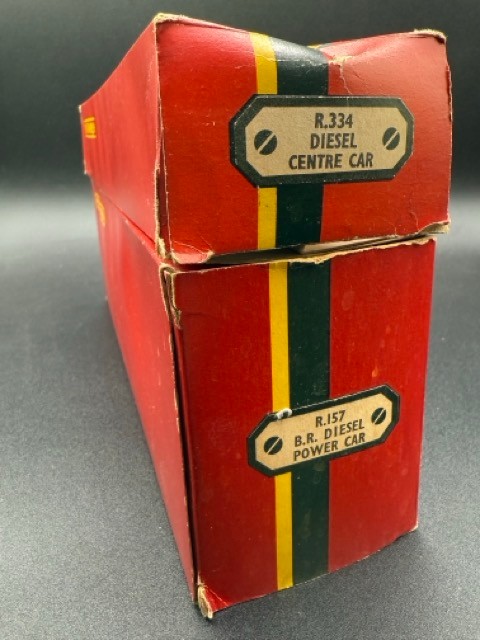 R.334
DIESEL
CENTRE CAR
R.157
B.R. DIESEL
POWER CAR